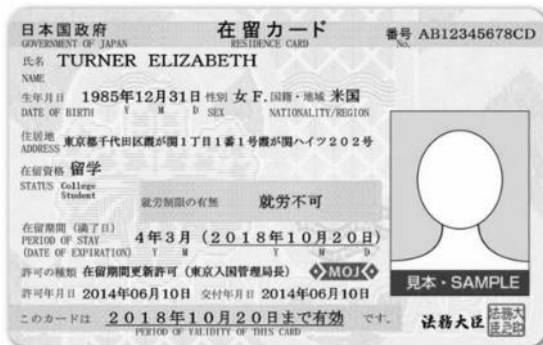 日本国政府 在留カード 番号 AB12345678CD
GOVERNMENT OF JAPAN RESIDENCE CARD No.
氏名 TURNER ELIZABETH
NAME
生年月日 1985年12月31日 性別 女 F. 国籍・地域 米国
DATE OF BIRTH Y M D SEX NATIONALITY/REGION
住居地 東京都千代田区霞が関1丁目1番1号霞が関ハイツ202号
ADDRESS
在留資格 留学
STATUS College
Student
就労制限の有無 就労不可
在留期間(満了日) 4年3月(2018年10月20日)
PERIOD OF STAY
(DATE OF EXPIRATION) Y M Y M D
許可の種類 在留期間更新許可(東京入国管理局長) MOJ
見本・SAMPLE
許可年月日 2014年06月10日 交付年月日 2014年06月10日
このカードは 2018年10月20日まで有効 です。
PERIOD OF VALIDITY OF THIS CARD
法務大臣